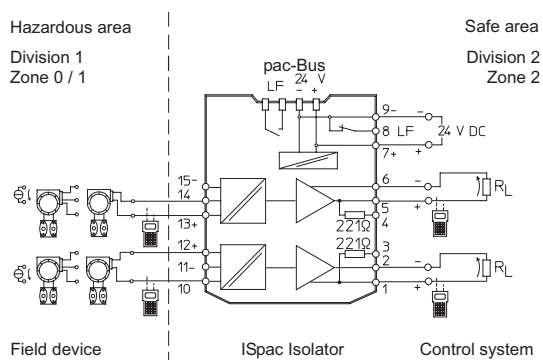 Hazardous area
Safe area
Division 1
Zone 0 / 1
Division 2
Zone 2
pac-Bus
LF 24 V
- +
9-
8 LF
7+
-
+
24 V DC
15-
14
13+
6
5
4
-
+
RL
221Ω
221Ω
12+
11-
10
3
2
1
-
+
RL
Field device
ISpac Isolator
Control system